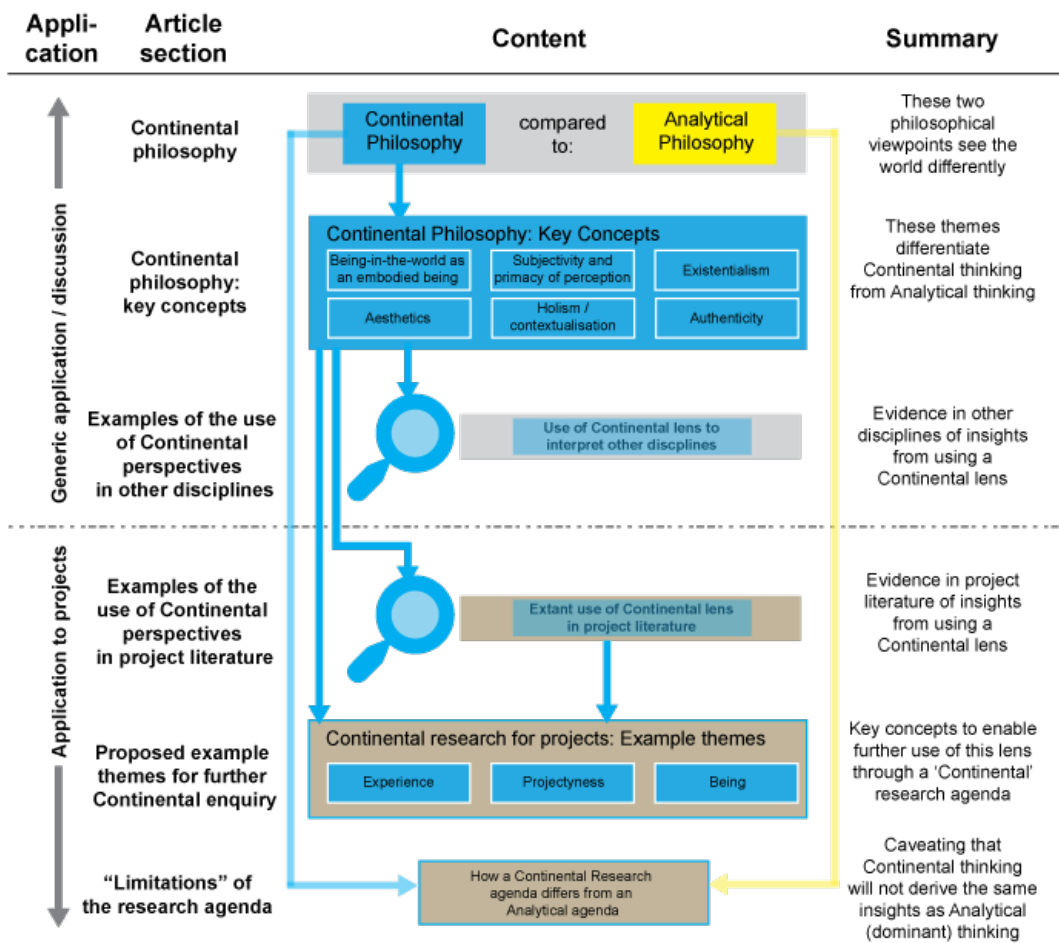 Appli-
cation
Article
section
Content
Summary
Generic application / discussion
Continental
philosophy
Continental
Philosophy
compared
to:
Analytical
Philosophy
These two
philosophical
viewpoints see the
world differently
Continental
philosophy:
key concepts
Continental Philosophy: Key Concepts
Being-in-the-world as
an embodied being
Subjectivity and
primacy of perception
Existentialism
Aesthetics
Holism /
contextualisation
Authenticity
These themes
differentiate
Continental thinking
from Analytical thinking
Examples of the use
of Continental
perspectives
in other disciplines
Use of Continental lens to
interpret other discplines
Evidence in other
disciplines of insights
from using a
Continental lens
Application to projects
Examples of the
use of Continental
perspectives
in project literature
Extant use of Continental lens
in project literature
Evidence in project
literature of insights
from using a
Continental lens
Proposed example
themes for further
Continental enquiry
Continental research for projects: Example themes
Experience
Projectyness
Being
Key concepts to enable
further use of this lens
through a ‘Continental’
research agenda
“Limitations” of
the research agenda
How a Continental Research
agenda differs from an
Analytical agenda
Caveating that
Continental thinking
will not derive the same
insights as Analytical
(dominant) thinking